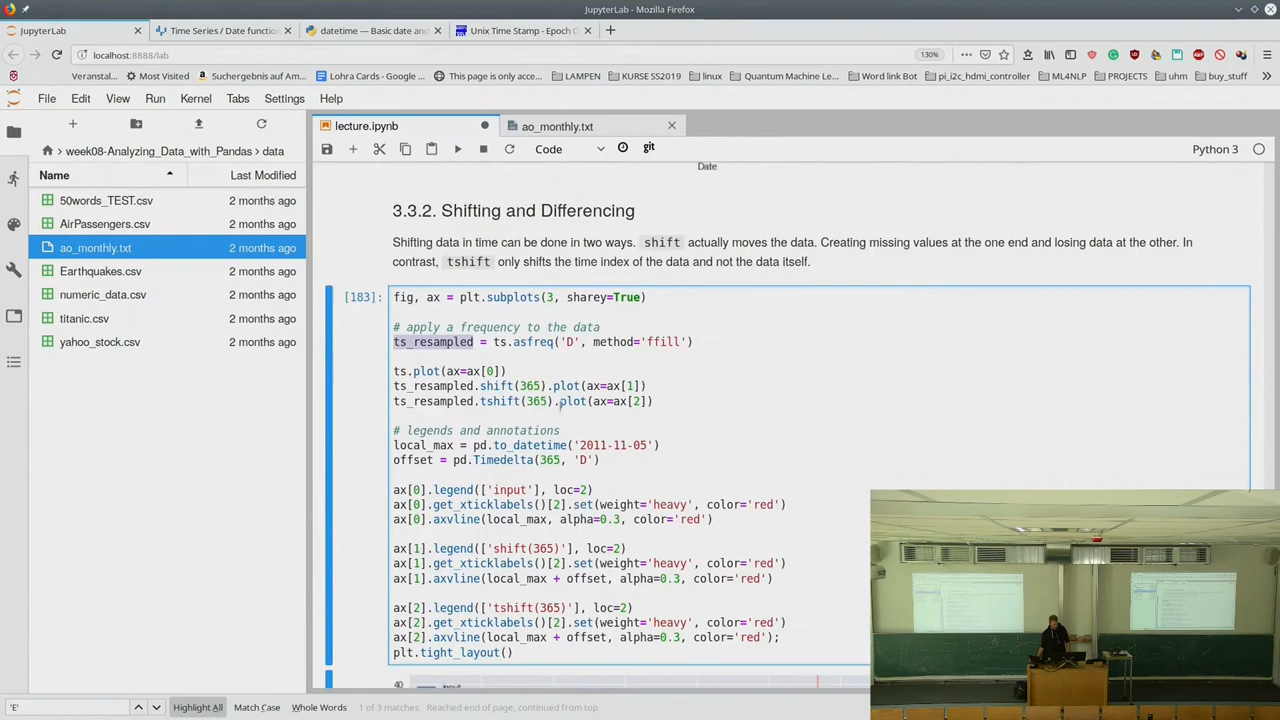 JupyterLab - Mozilla Firefox
JupyterLab
Time Series / Date function
datetime — Basic date and
Unix Time Stamp - Epoch C
localhost:8888/lab
130%
Veranstal...
Most Visited
Suchergebnis auf Am...
Lohra Cards - Google ...
This page is only acce...
LAMPEN
KURSE SS2019
linux
Quantum Machine Le...
Word link Bot
pi_i2c_hdmi_controller
ML4NLP
PROJECTS
uhm
buy_stuff
File Edit View Run Kernel Tabs Settings Help
lecture.ipynb
ao_monthly.txt
Code
git
Python 3
week08-Analyzing_Data_with_Pandas / data
Name Last Modified
50words_TEST.csv 2 months ago
AirPassengers.csv 2 months ago
ao_monthly.txt 2 months ago
Earthquakes.csv 2 months ago
numeric_data.csv 2 months ago
titanic.csv 2 months ago
yahoo_stock.csv 2 months ago
Date
3.3.2. Shifting and Differencing
Shifting data in time can be done in two ways. shift actually moves the data. Creating missing values at the one end and losing data at the other. In
contrast, tshift only shifts the time index of the data and not the data itself.
[183]: fig, ax = plt.subplots(3, sharey=True)
# apply a frequency to the data
ts_resampled = ts.asfreq('D', method='ffill')
ts.plot(ax=ax[0])
ts_resampled.shift(365).plot(ax=ax[1])
ts_resampled.tshift(365).plot(ax=ax[2])
# legends and annotations
local_max = pd.to_datetime('2011-11-05')
offset = pd.Timedelta(365, 'D')
ax[0].legend(['input'], loc=2)
ax[0].get_xticklabels()[2].set(weight='heavy', color='red')
ax[0].axvline(local_max, alpha=0.3, color='red')
ax[1].legend(['shift(365)'], loc=2)
ax[1].get_xticklabels()[2].set(weight='heavy', color='red')
ax[1].axvline(local_max + offset, alpha=0.3, color='red')
ax[2].legend(['tshift(365)'], loc=2)
ax[2].get_xticklabels()[2].set(weight='heavy', color='red')
ax[2].axvline(local_max + offset, alpha=0.3, color='red');
plt.tight_layout()
40
input
'E'
Highlight All Match Case Whole Words 1 of 3 matches Reached end of page, continued from top